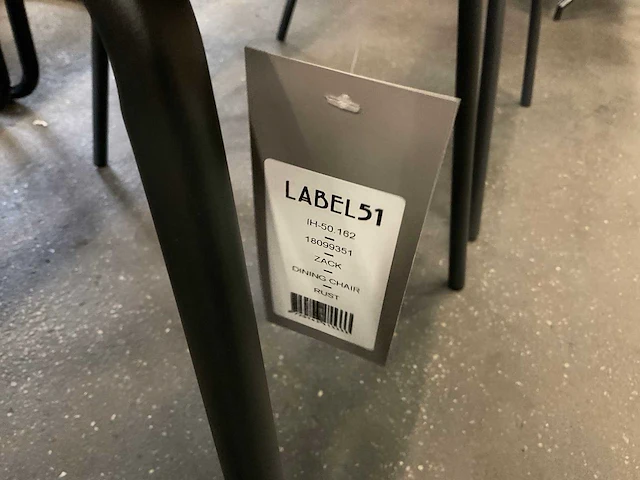 LABEL51
IH-50.162
18099351
ZACK
DINING CHAIR
RUST